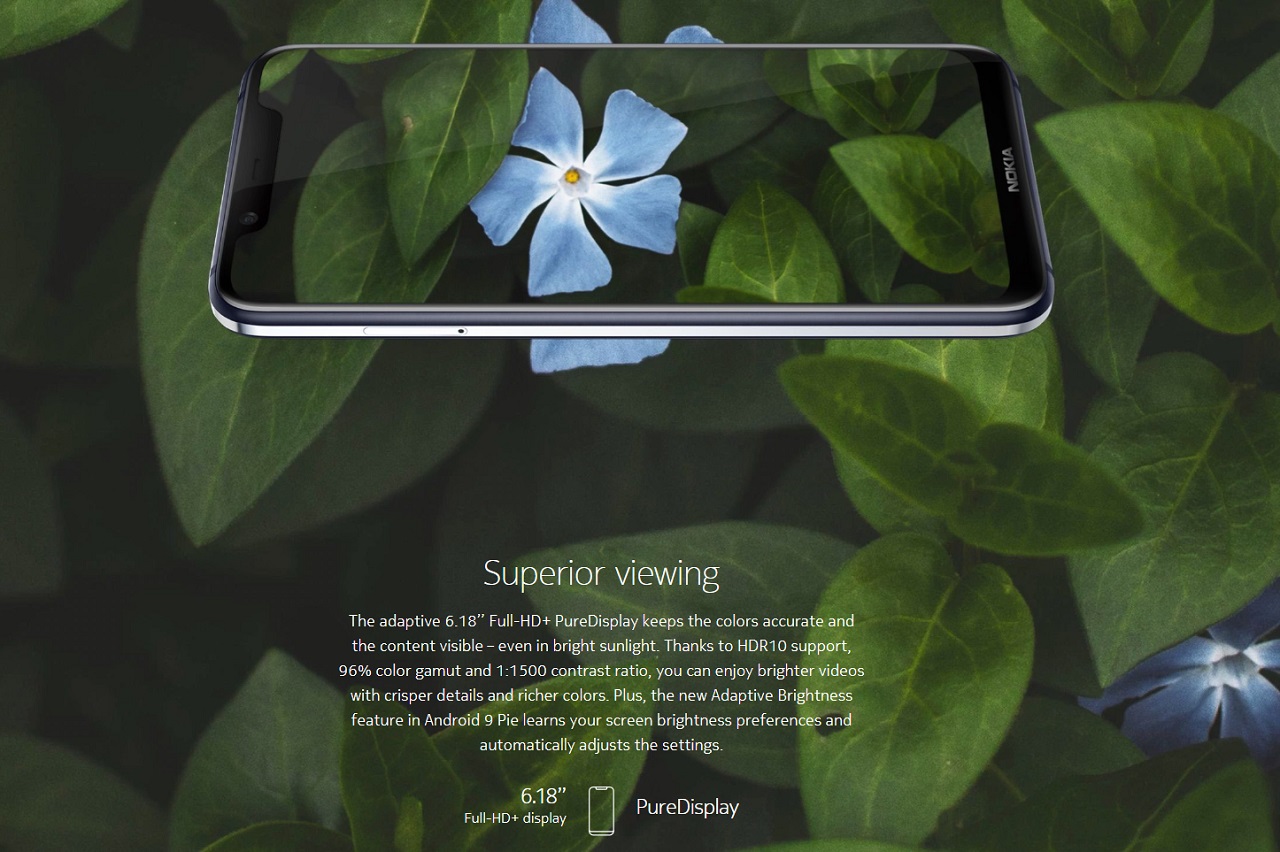 NOKIA
Superior viewing
The adaptive 6.18” Full-HD+ PureDisplay keeps the colors accurate and
the content visible – even in bright sunlight. Thanks to HDR10 support,
96% color gamut and 1:1500 contrast ratio, you can enjoy brighter videos
with crisper details and richer colors. Plus, the new Adaptive Brightness
feature in Android 9 Pie learns your screen brightness preferences and
automatically adjusts the settings.
6.18”
Full-HD+ display
PureDisplay